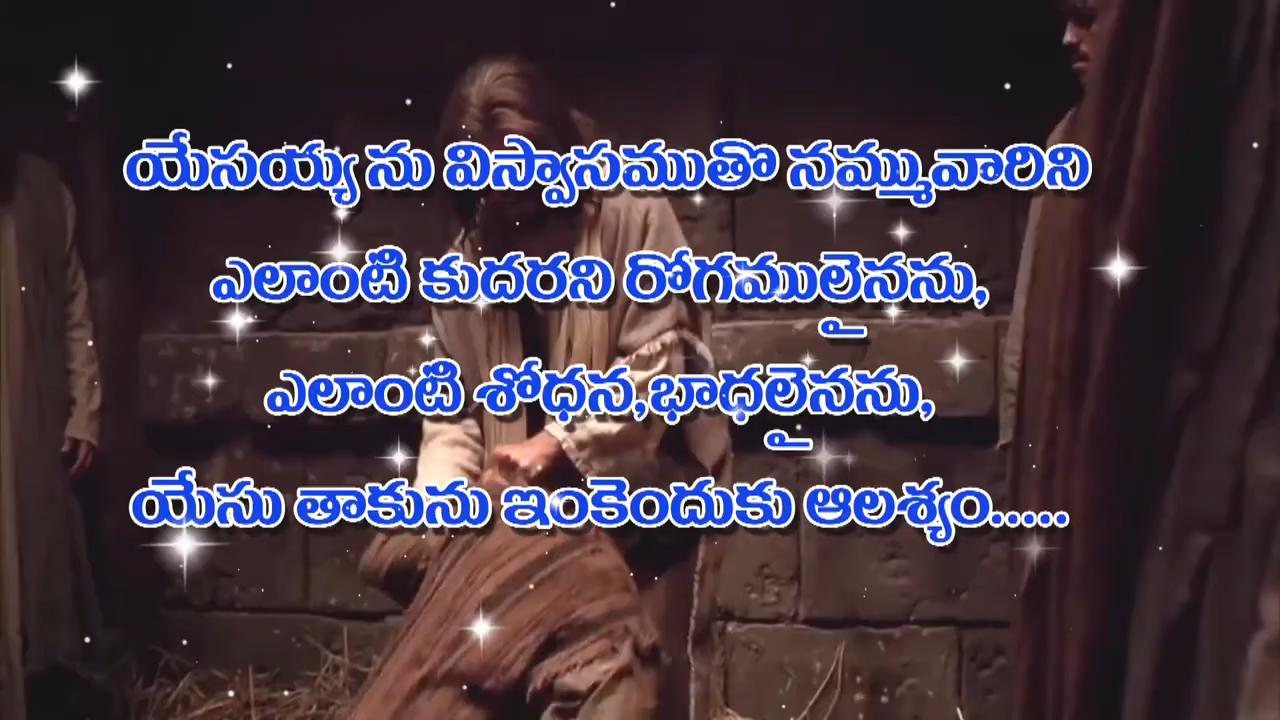 యేసయ్య ను విస్వాసముతొ నమ్మువారిని
ఎలాంటి కుదరని రోగములైనను,
ఎలాంటి శోధన,భాధలైనను,
యేసు తాకును ఇంకెందుకు ఆలశ్యం.....